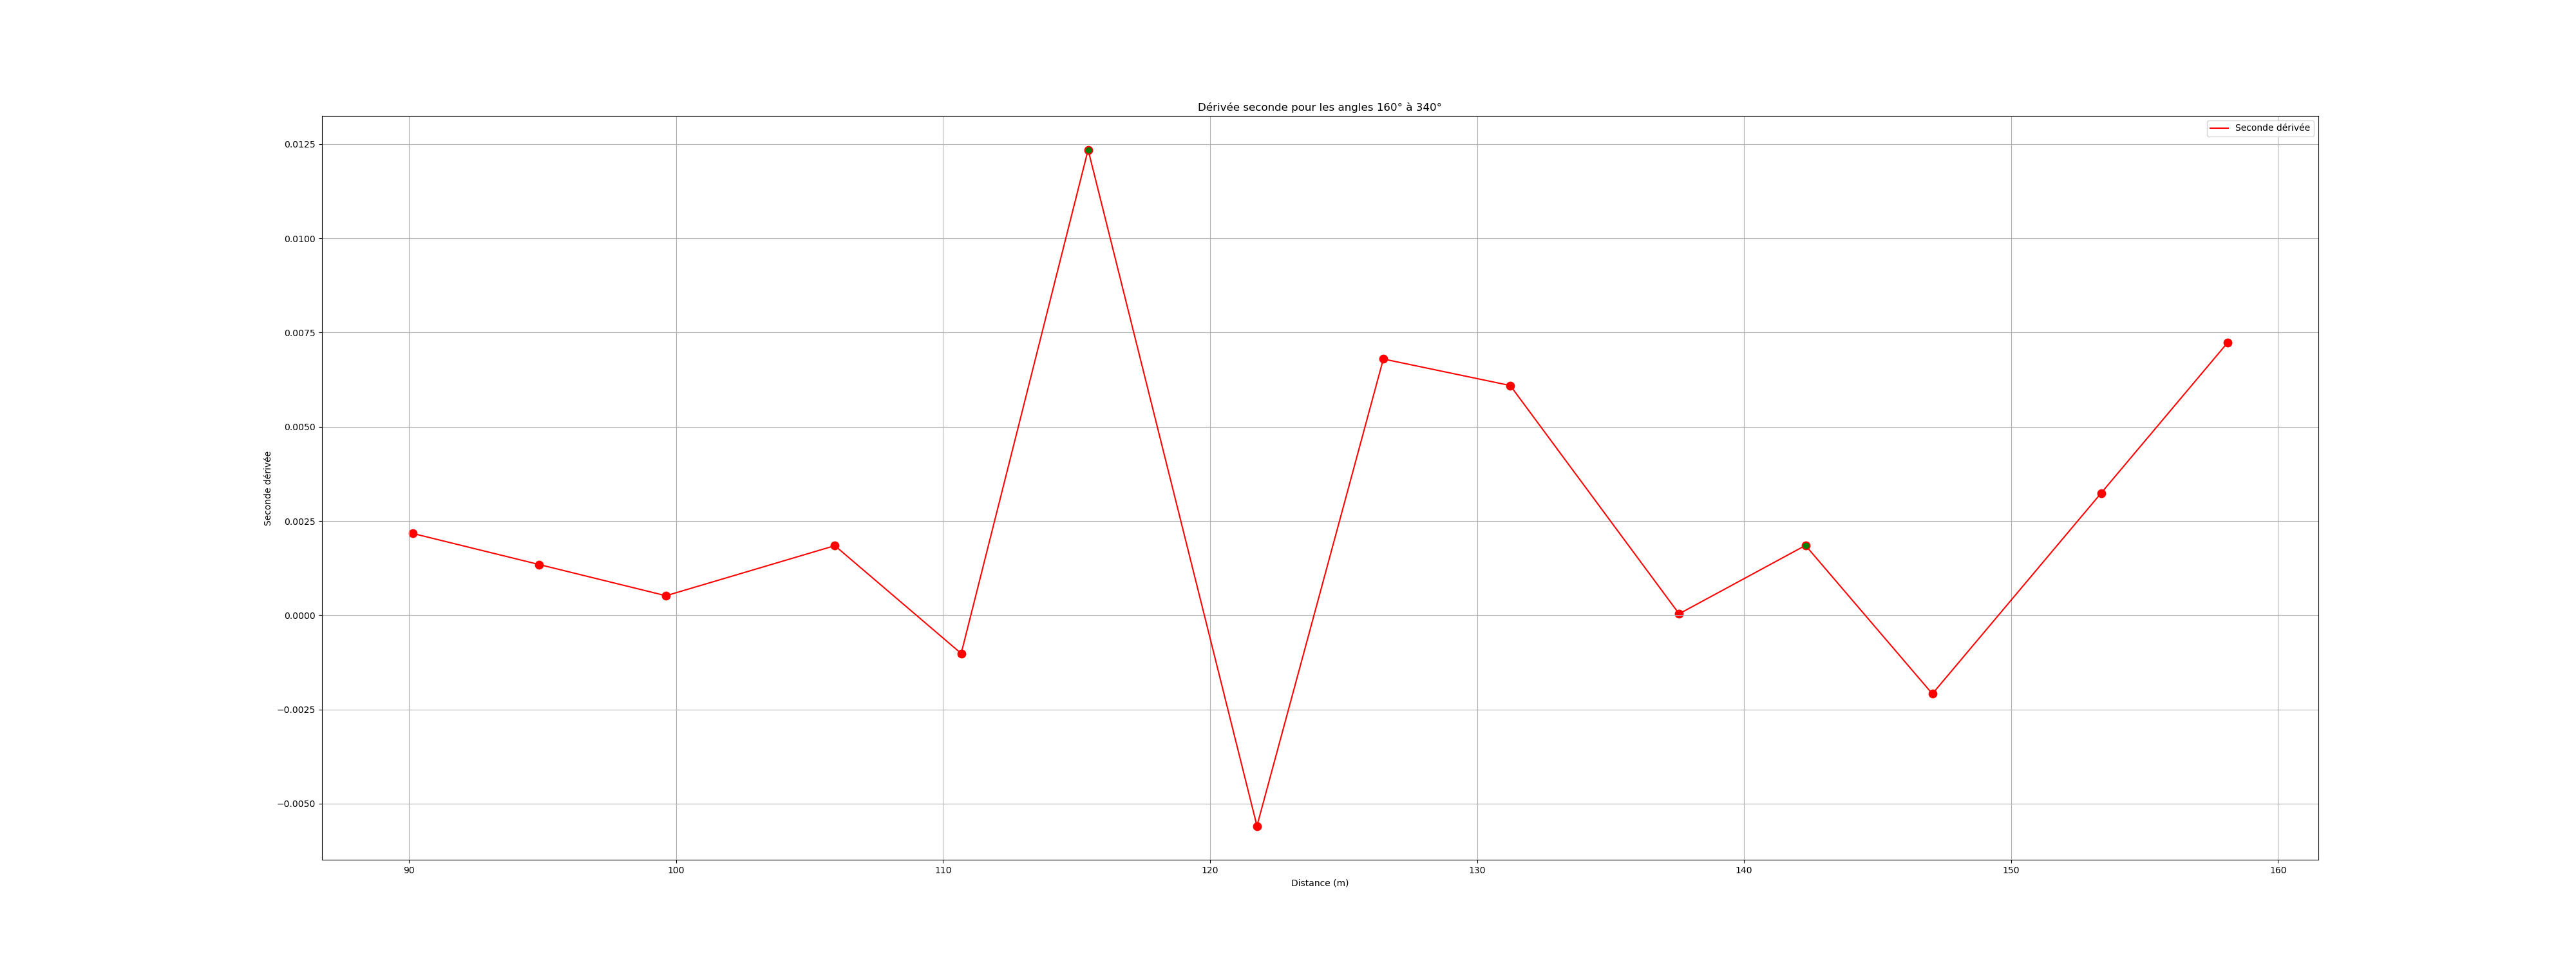 Dérivée seconde pour les angles 160° à 340°
Seconde dérivée
0.0125
0.0100
0.0075
0.0050
0.0025
0.0000
−0.0025
−0.0050
Seconde dérivée
90 100 110 120 130 140 150 160
Distance (m)